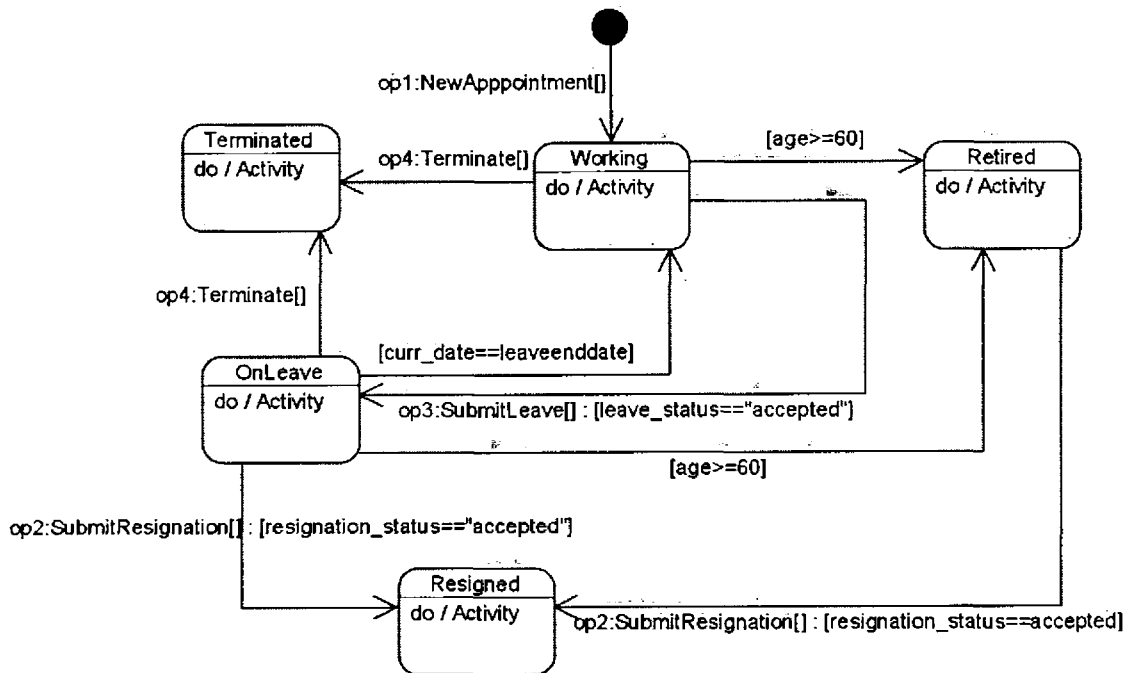 op1:NewApppointment[]
Terminated
do / Activity
op4:Terminate[]
Working
do / Activity
[age>=60]
Retired
do / Activity
op4:Terminate[]
[curr_date==leaveenddate]
OnLeave
do / Activity
op3:SubmitLeave[] : [leave_status=="accepted"]
[age>=60]
op2:SubmitResignation[] : [resignation_status=="accepted"]
Resigned
do / Activity
op2:SubmitResignation[] : [resignation_status==accepted]